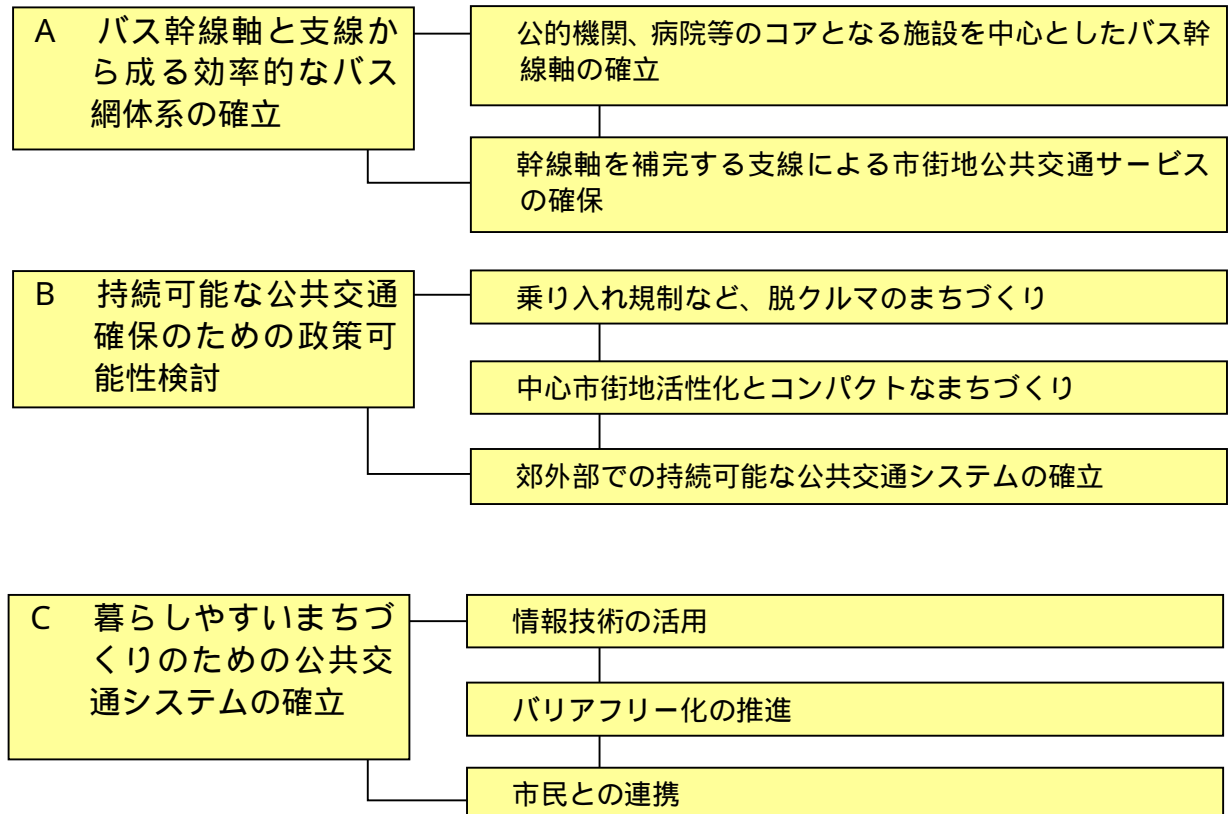 A バス幹線軸と支線か
ら成る効率的なバス
網体系の確立
公的機関、病院等のコアとなる施設を中心としたバス幹
線軸の確立
幹線軸を補完する支線による市街地公共交通サービス
の確保
B 持続可能な公共交通
確保のための政策可
能性検討
乗り入れ規制など、脱クルマのまちづくり
中心市街地活性化とコンパクトなまちづくり
郊外部での持続可能な公共交通システムの確立
C 暮らしやすいまちづ
くりのための公共交
通システムの確立
情報技術の活用
バリアフリー化の推進
市民との連携